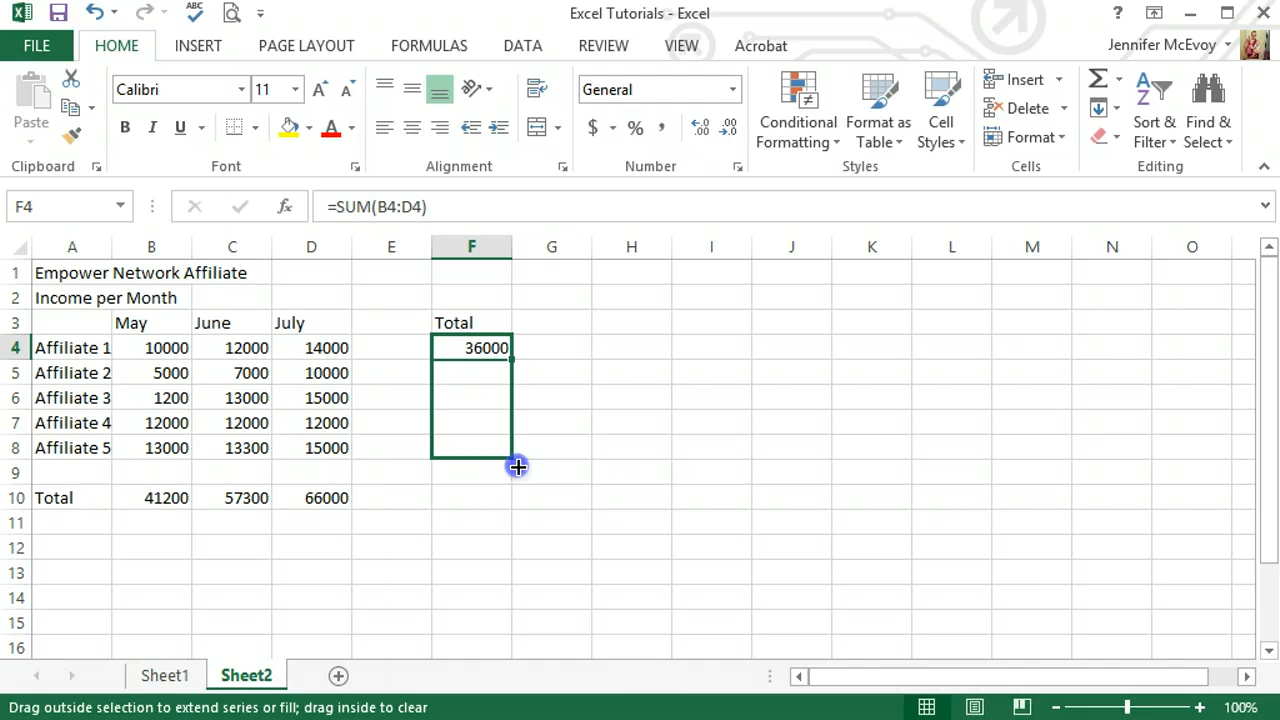 Excel Tutorials - Excel
ABC
?
FILE HOME INSERT PAGE LAYOUT FORMULAS DATA REVIEW VIEW Acrobat Jennifer McEvoy
Paste
Calibri 11
B I U A
General
$ % ,
Conditional Formatting
Format as Table
Cell Styles
Insert
Delete
Format
Sort & Filter
Find & Select
Clipboard Font Alignment Number Styles Cells Editing
F4 fx =SUM(B4:D4)
A B C D E F G H I J K L M N O
1 Empower Network Affiliate
2 Income per Month
3 May June July Total
4 Affiliate 1 10000 12000 14000 36000
5 Affiliate 2 5000 7000 10000
6 Affiliate 3 1200 13000 15000
7 Affiliate 4 12000 12000 12000
8 Affiliate 5 13000 13300 15000
9
10 Total 41200 57300 66000
11
12
13
14
15
16
Sheet1 Sheet2
Drag outside selection to extend series or fill; drag inside to clear 100%